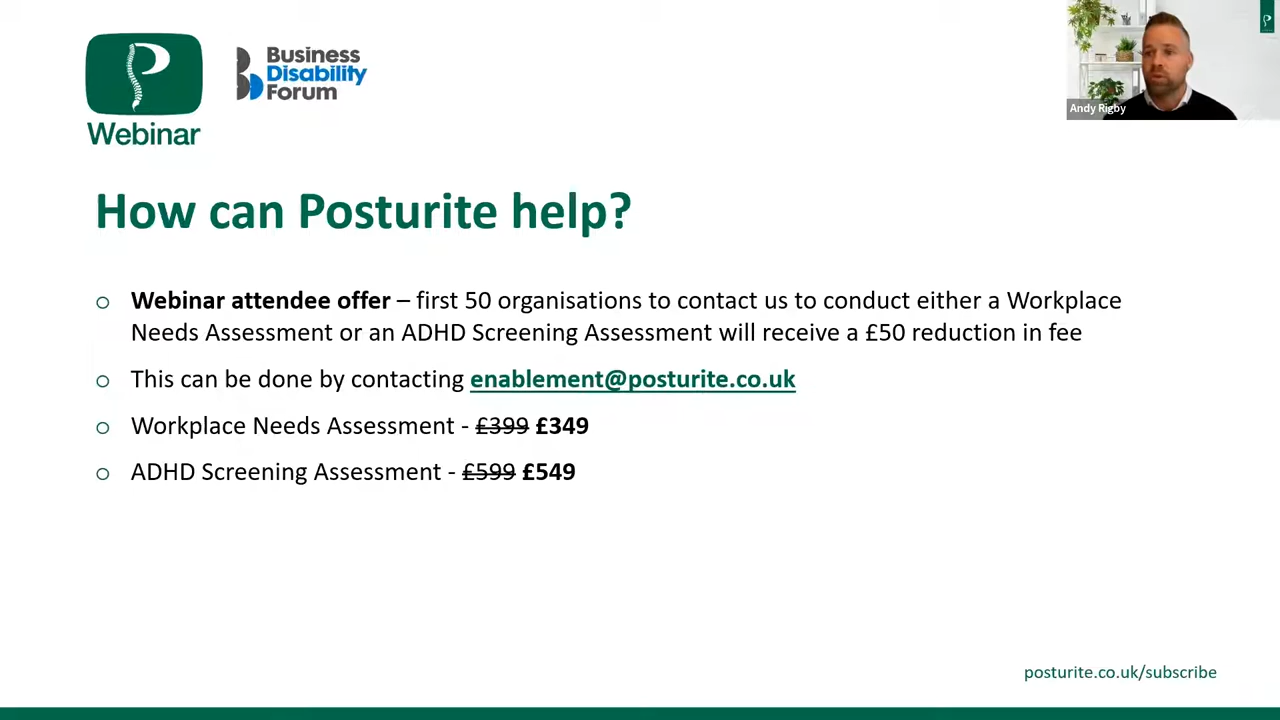 Webinar
Business
Disability
Forum
Andy Rigby
How can Posturite help?
Webinar attendee offer – first 50 organisations to contact us to conduct either a Workplace
Needs Assessment or an ADHD Screening Assessment will receive a £50 reduction in fee
This can be done by contacting enablement@posturite.co.uk
Workplace Needs Assessment - £399 £349
ADHD Screening Assessment - £599 £549
posturite.co.uk/subscribe